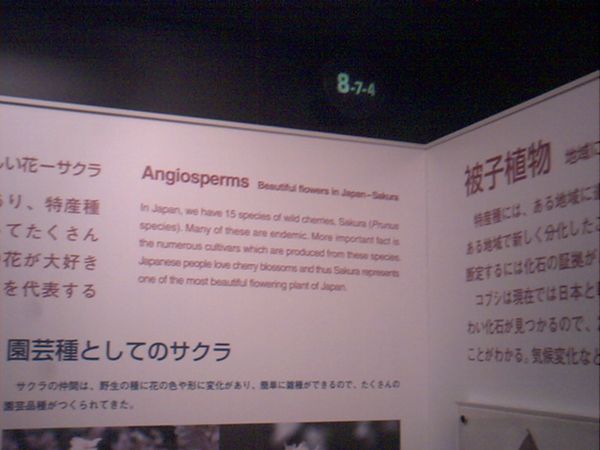 8-7-4
しい花ーサクラ
あり、特産種
てたくさん
の花が大好き
を代表する
Angiosperms Beautiful flowers in Japan–Sakura
In Japan, we have 15 species of wild cherries, Sakura (Prunus
species). Many of these are endemic. More important fact is
the numerous cultivars which are produced from these species.
Japanese people love cherry blossoms and thus Sakura represents
one of the most beautiful flowering plant of Japan.
園芸種としてのサクラ
サクラの仲間は、野生の種に花の色や形に変化があり、簡単に雑種ができるので、たくさんの
園芸品種がつくられてきた。
被子植物 地域に
特産種には、ある地域に
ある地域で新しく分化したこ
断定するには化石の証拠が
コブシは現在では日本と
わい化石が見つかるので、
ことがわかる。気候変化など